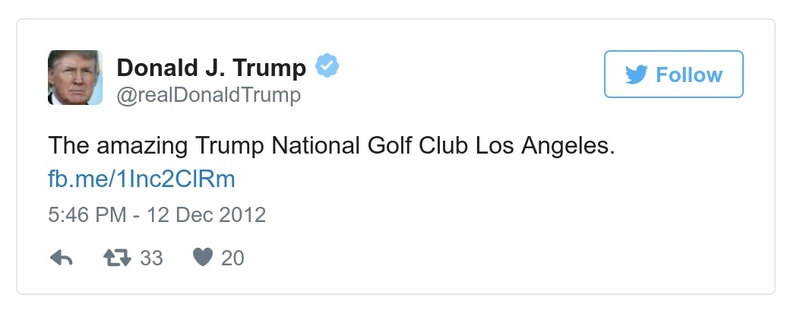 Donald J. Trump
@realDonaldTrump
Follow
The amazing Trump National Golf Club Los Angeles.
fb.me/1Inc2ClRm
5:46 PM - 12 Dec 2012
33
20